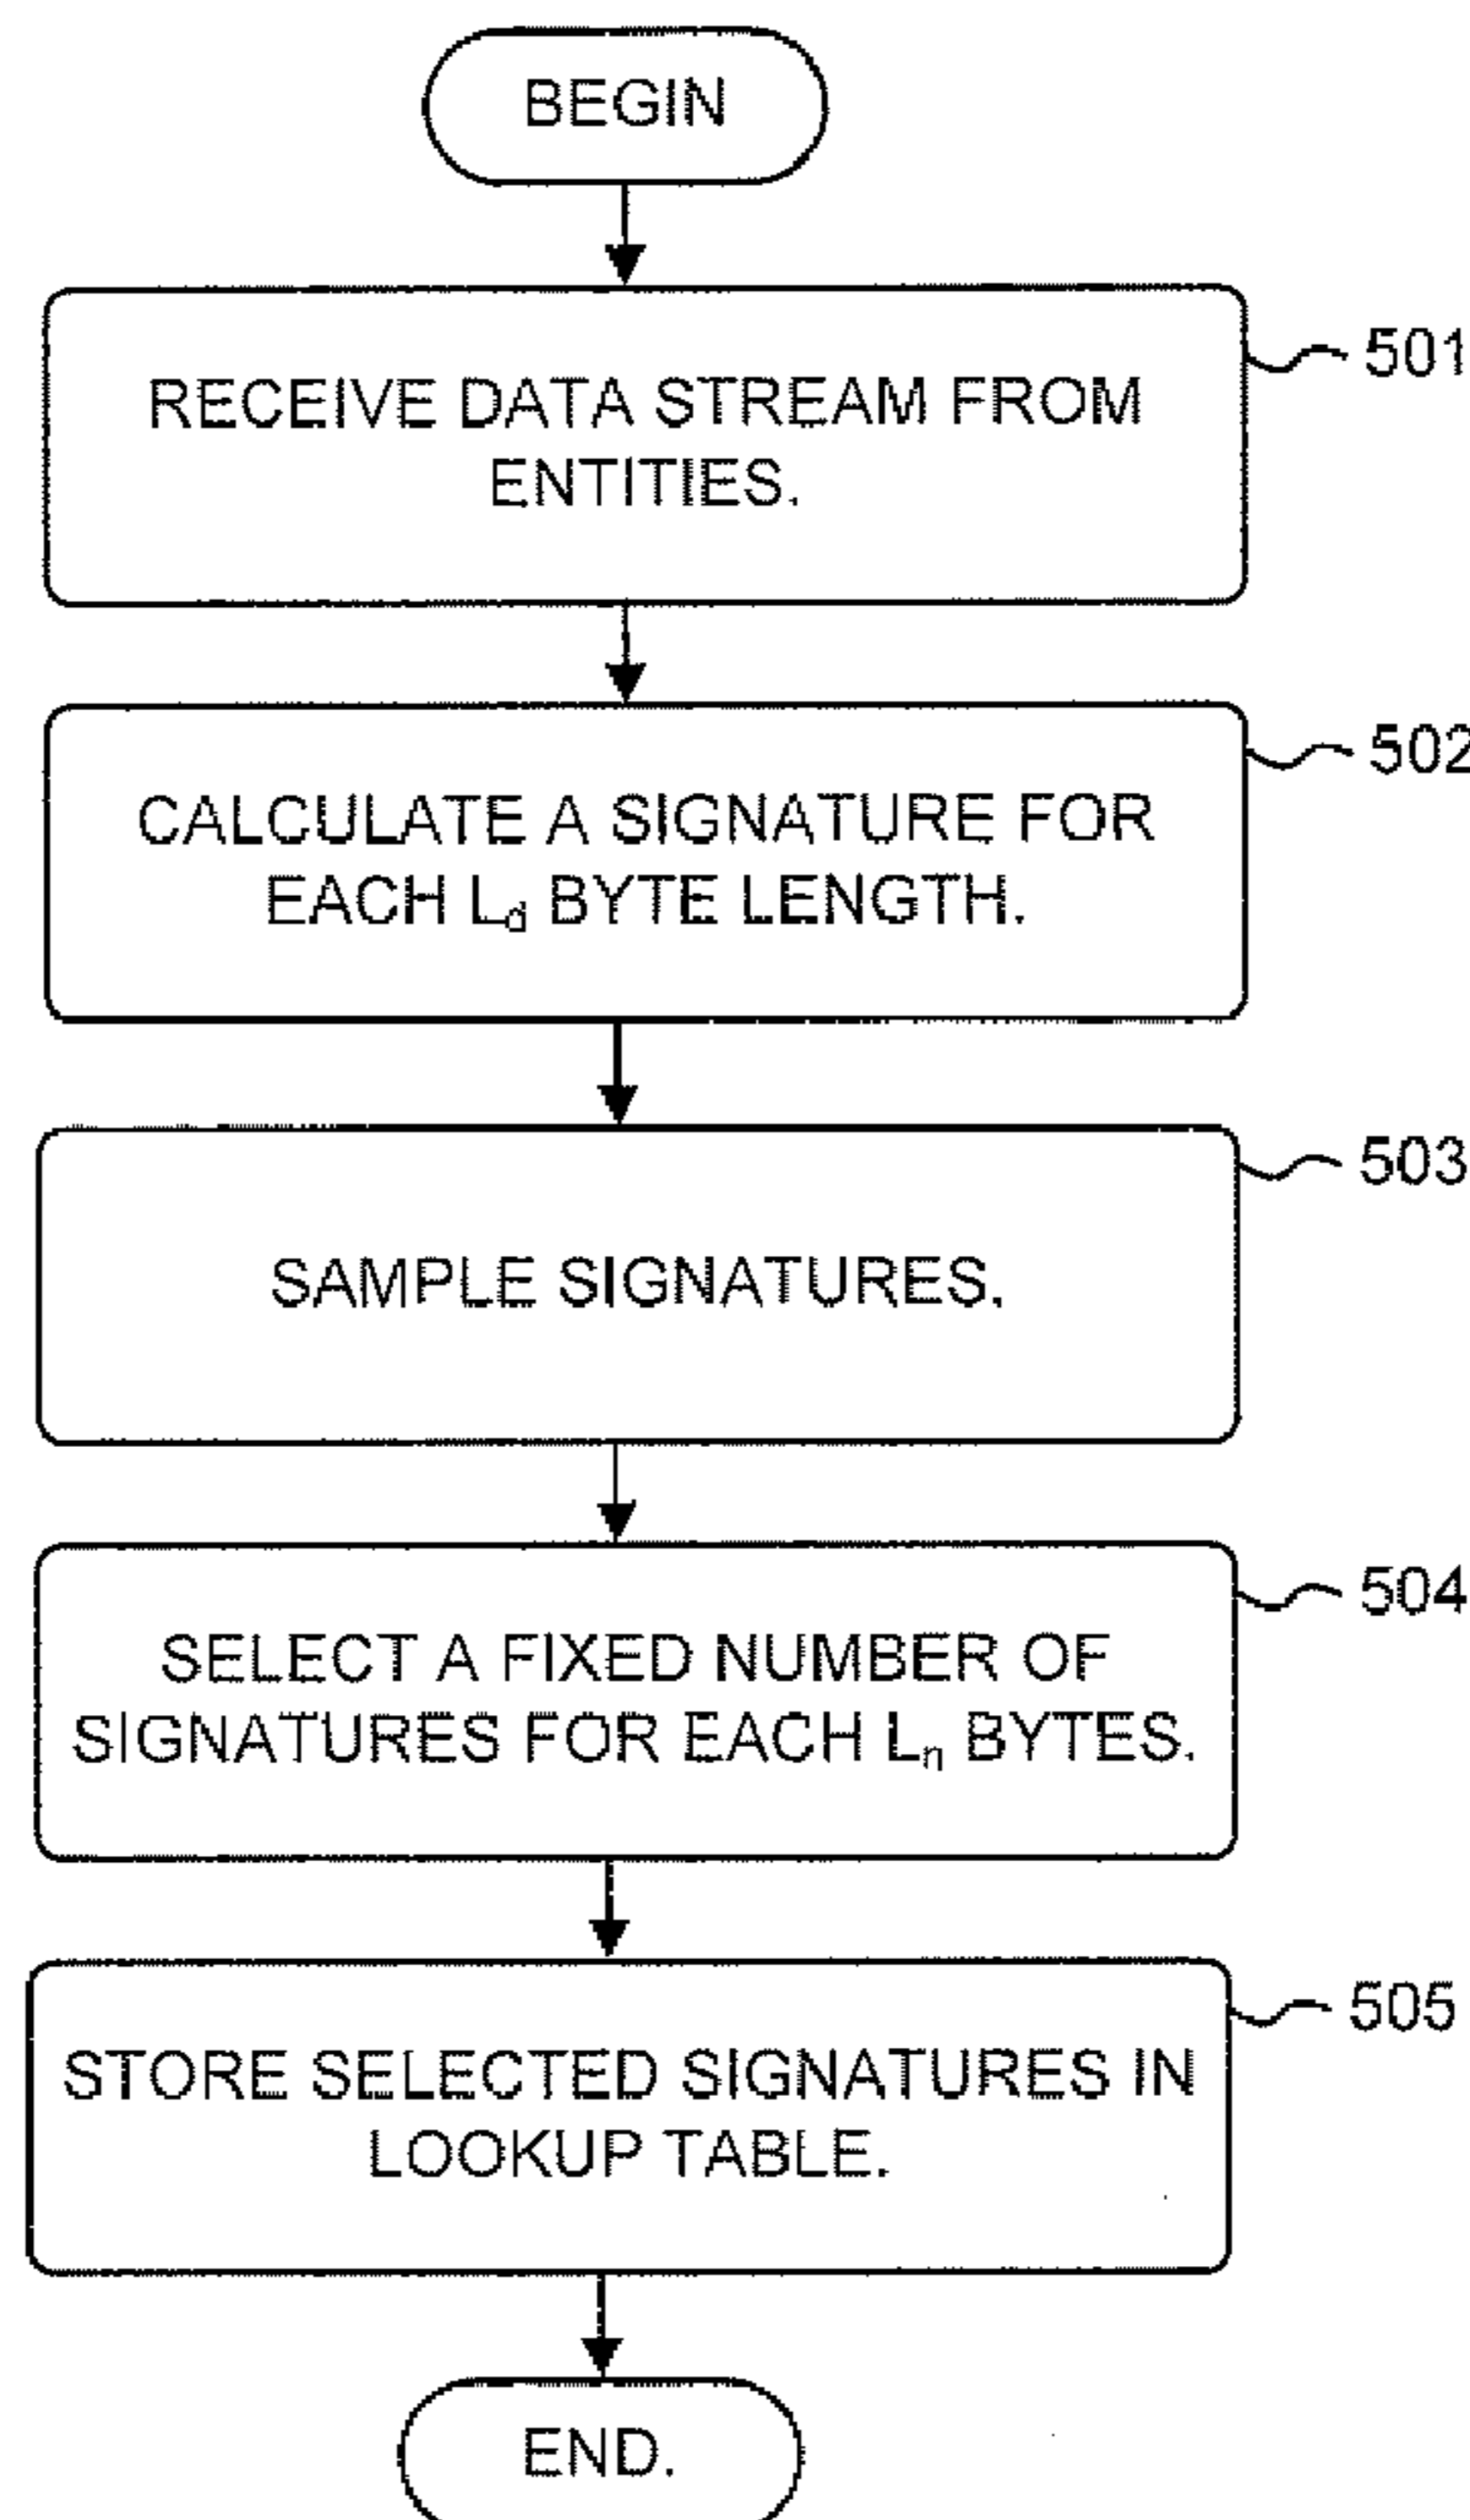 BEGIN
501
RECEIVE DATA STREAM FROM
ENTITIES.
502
CALCULATE A SIGNATURE FOR
EACH Ld BYTE LENGTH.
503
SAMPLE SIGNATURES.
504
SELECT A FIXED NUMBER OF
SIGNATURES FOR EACH Ln BYTES.
505
STORE SELECTED SIGNATURES IN
LOOKUP TABLE.
END.